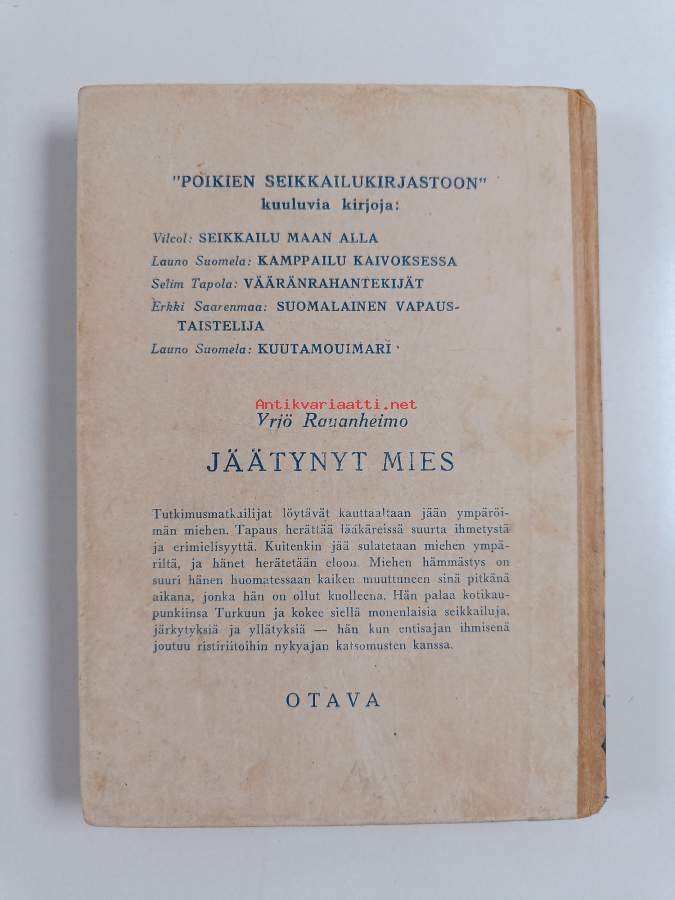 "POIKIEN SEIKKAILUKIRJASTOON"
kuuluvia kirjoja:
Vilcol: SEIKKAILU MAAN ALLA
Launo Suomela: KAMPPAILU KAIVOKSESSA
Selim Tapola: VÄÄRÄNRAHANTEKIJÄT
Erkki Saarenmaa: SUOMALAINEN VAPAUS-
TAISTELIJA
Launo Suomela: KUUTAMOUIMARI
Antikvariaatti.net
Yrjö Rauanheimo
JÄÄTYNYT MIES
Tutkimusmatkailijat löytävät kauttaaltaan jään ympäröi-
män miehen. Tapaus herättää lääkäreissä suurta ihmetystä
ja erimielisyyttä. Kuitenkin jää sulatetaan miehen ympä-
riltä, ja hänet herätetään eloon. Miehen hämmästys on
suuri hänen huomatessaan kaiken muuttuneen sinä pitkänä
aikana, jonka hän on ollut kuolleena. Hän palaa kotikau-
punkiinsa Turkuun ja kokee siellä monenlaisia seikkailuja,
järkytyksiä ja yllätyksiä — hän kun entisajan ihmisenä
joutuu ristiriitoihin nykyajan katsomusten kanssa.
OTAVA